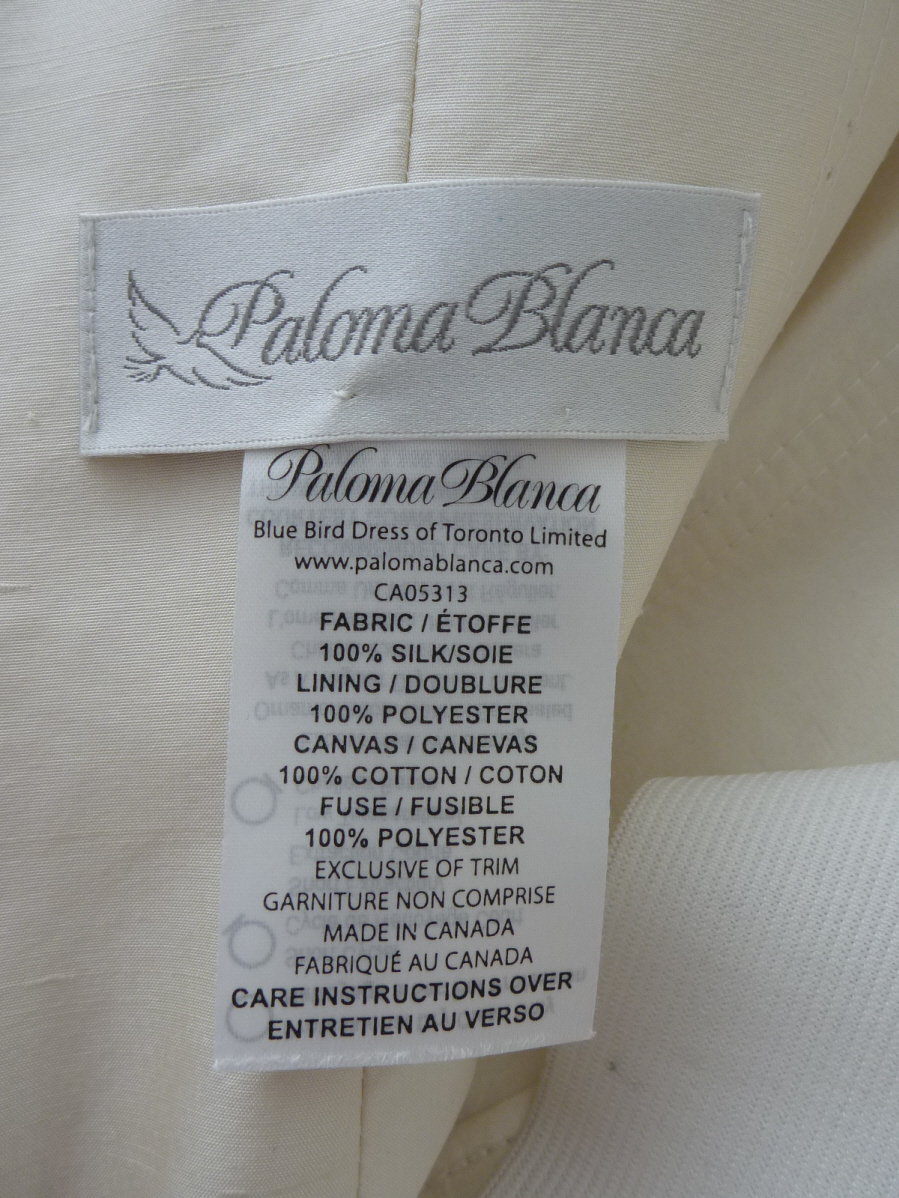 Paloma Blanca
Paloma Blanca
Blue Bird Dress of Toronto Limited
www.palomablanca.com
CA05313
FABRIC / ÉTOFFE
100% SILK/SOIE
LINING / DOUBLURE
100% POLYESTER
CANVAS / CANEVAS
100% COTTON / COTON
FUSE / FUSIBLE
100% POLYESTER
EXCLUSIVE OF TRIM
GARNITURE NON COMPRISE
MADE IN CANADA
FABRIQUÉ AU CANADA
CARE INSTRUCTIONS OVER
ENTRETIEN AU VERSO